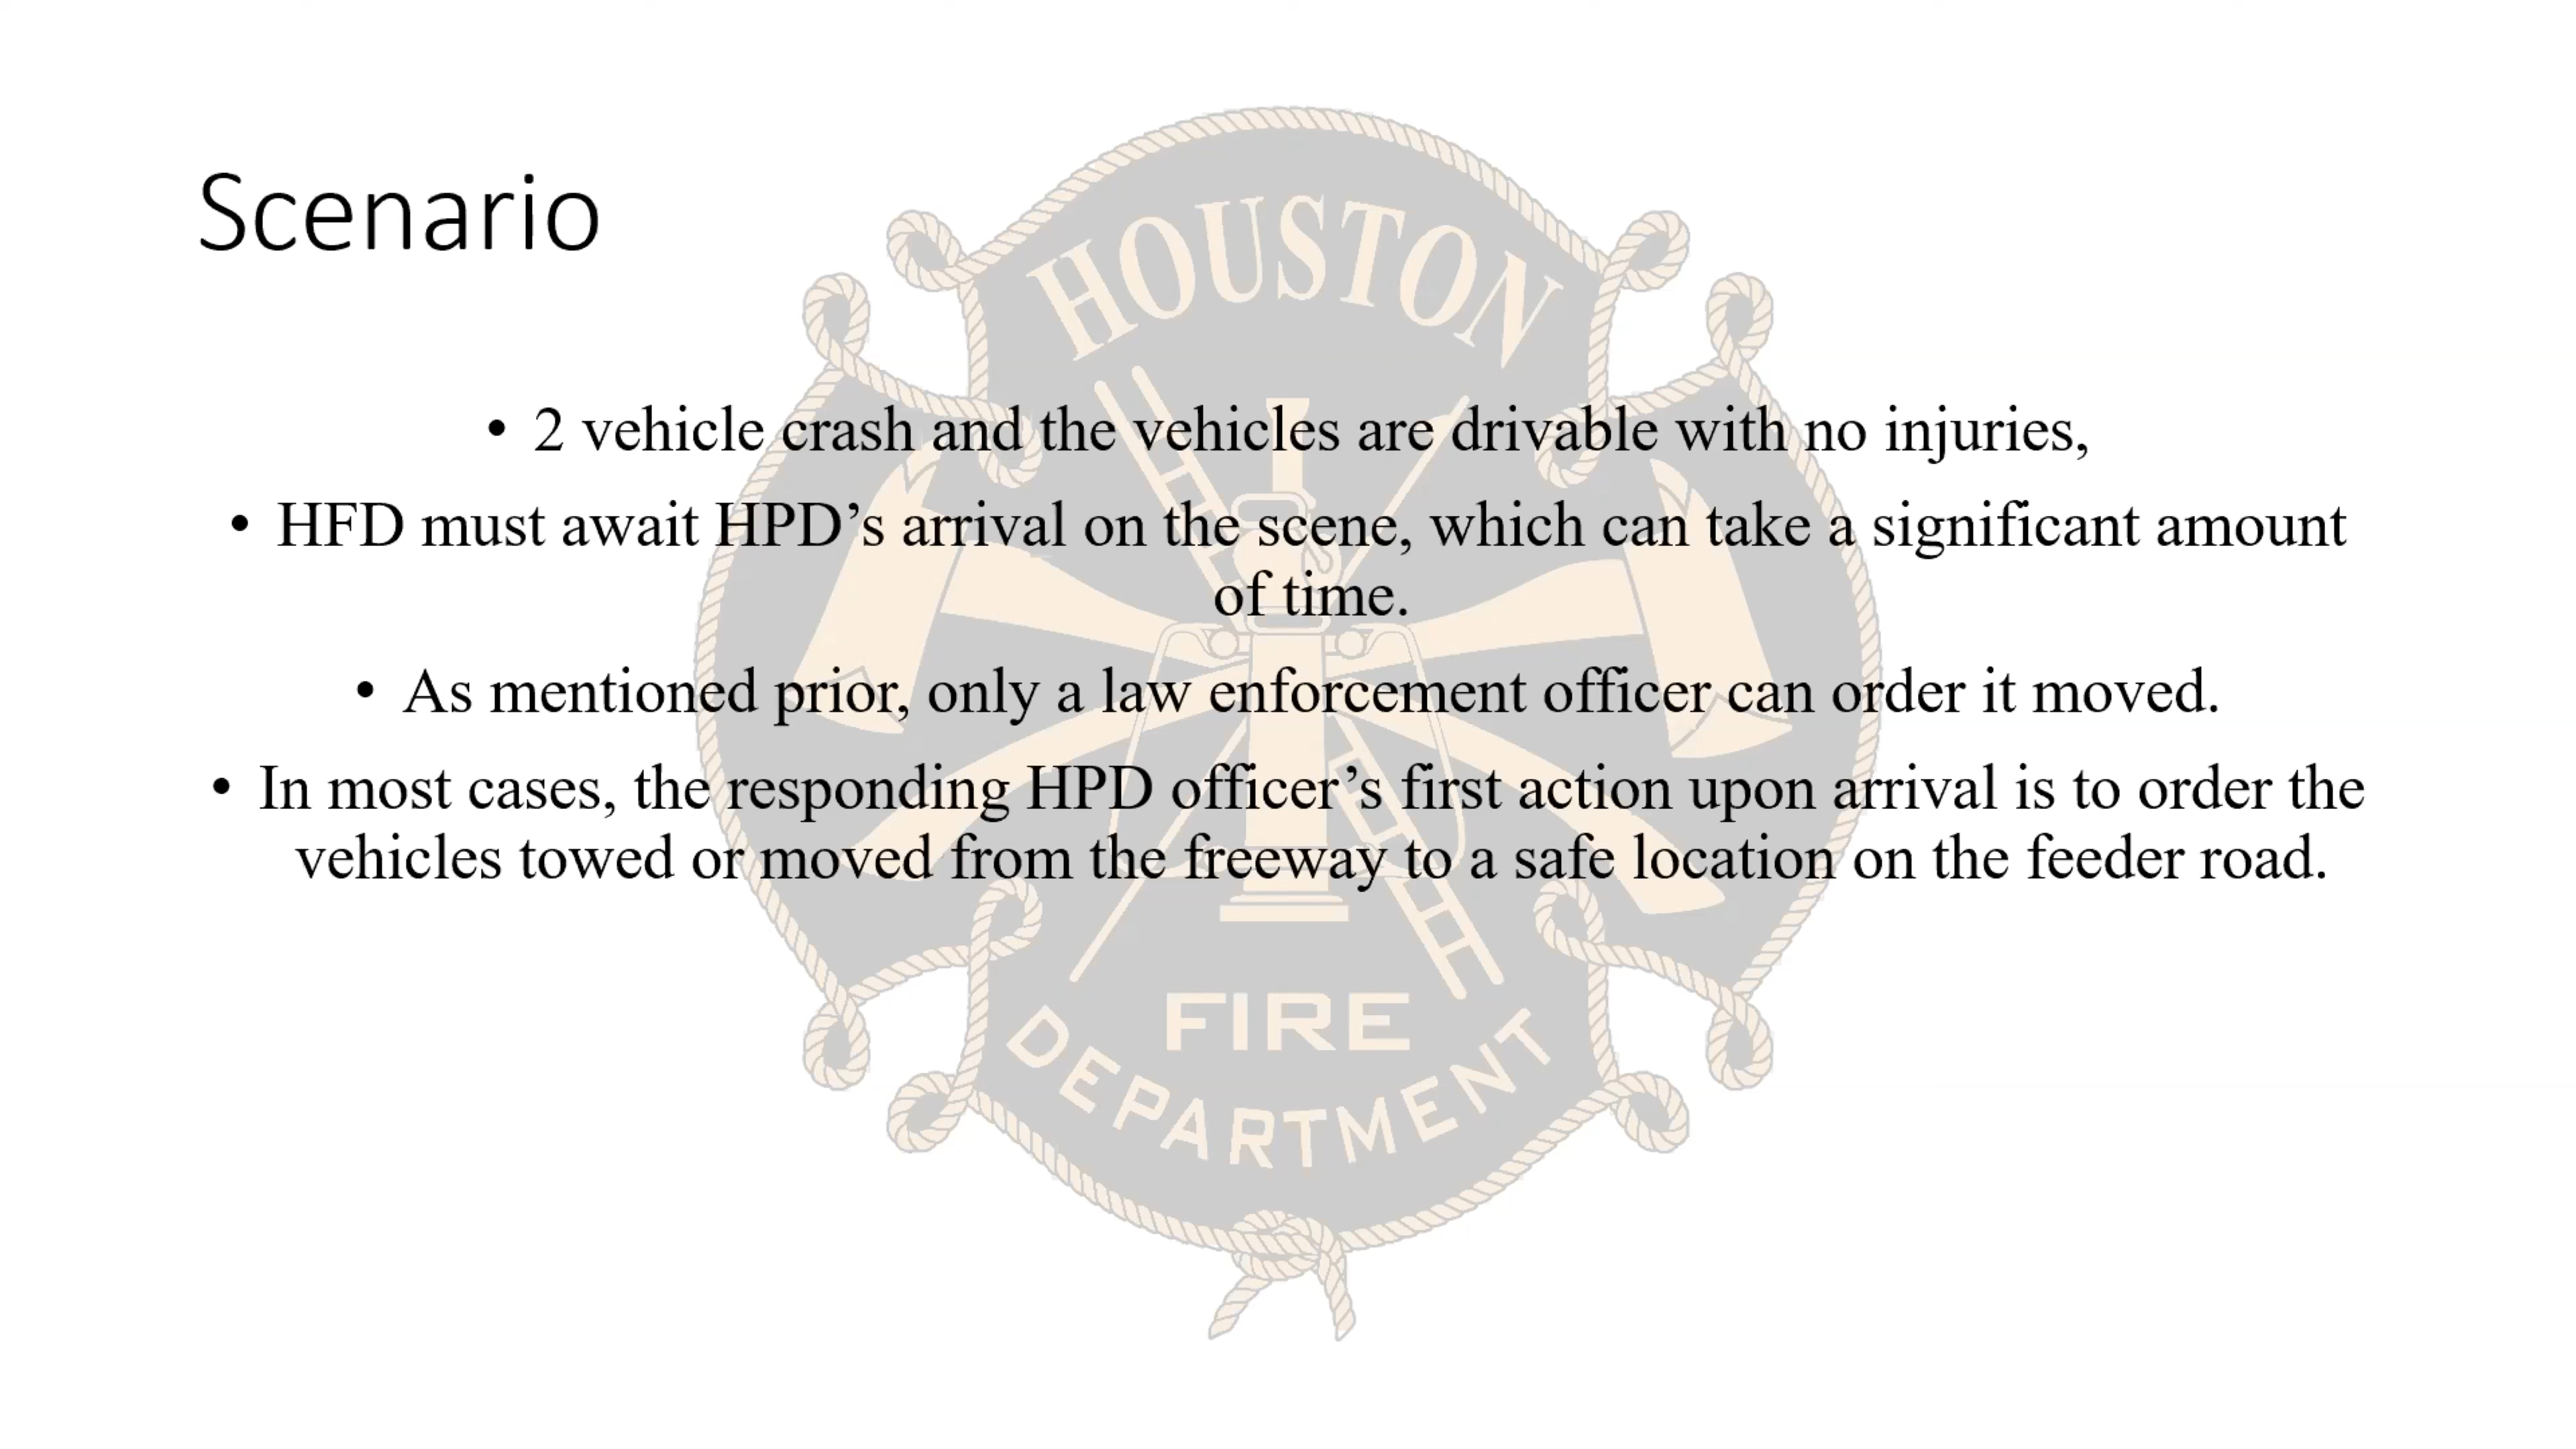 Scenario
HOUSTON
• 2 vehicle crash and the vehicles are drivable with no injuries,
• HFD must await HPD’s arrival on the scene, which can take a significant amount
of time.
• As mentioned prior, only a law enforcement officer can order it moved.
• In most cases, the responding HPD officer’s first action upon arrival is to order the
vehicles towed or moved from the freeway to a safe location on the feeder road.
FIRE
DEPARTMENT